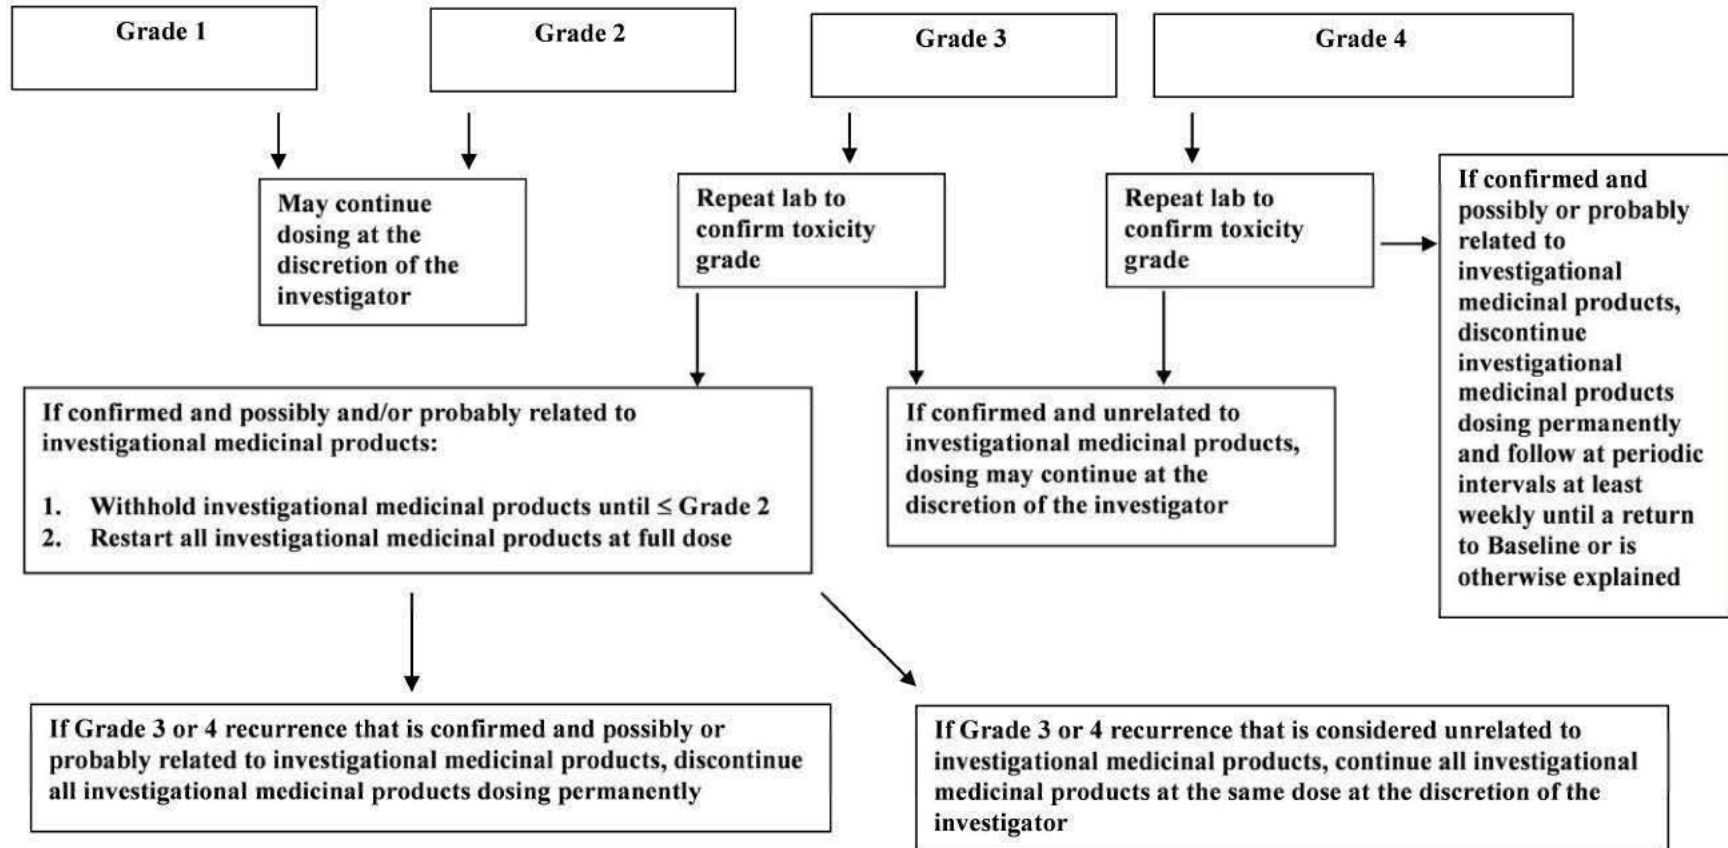 Grade 1
Grade 2
Grade 3
Grade 4
May continue
dosing at the
discretion of the
investigator
Repeat lab to
confirm toxicity
grade
Repeat lab to
confirm toxicity
grade
If confirmed and
possibly or probably
related to
investigational
medicinal products,
discontinue
investigational
medicinal products
dosing permanently
and follow at periodic
intervals at least
weekly until a return
to Baseline or is
otherwise explained
If confirmed and possibly and/or probably related to
investigational medicinal products:
1. Withhold investigational medicinal products until ≤ Grade 2
2. Restart all investigational medicinal products at full dose
If confirmed and unrelated to
investigational medicinal products,
dosing may continue at the
discretion of the investigator
If Grade 3 or 4 recurrence that is confirmed and possibly or
probably related to investigational medicinal products, discontinue
all investigational medicinal products dosing permanently
If Grade 3 or 4 recurrence that is considered unrelated to
investigational medicinal products, continue all investigational
medicinal products at the same dose at the discretion of the
investigator